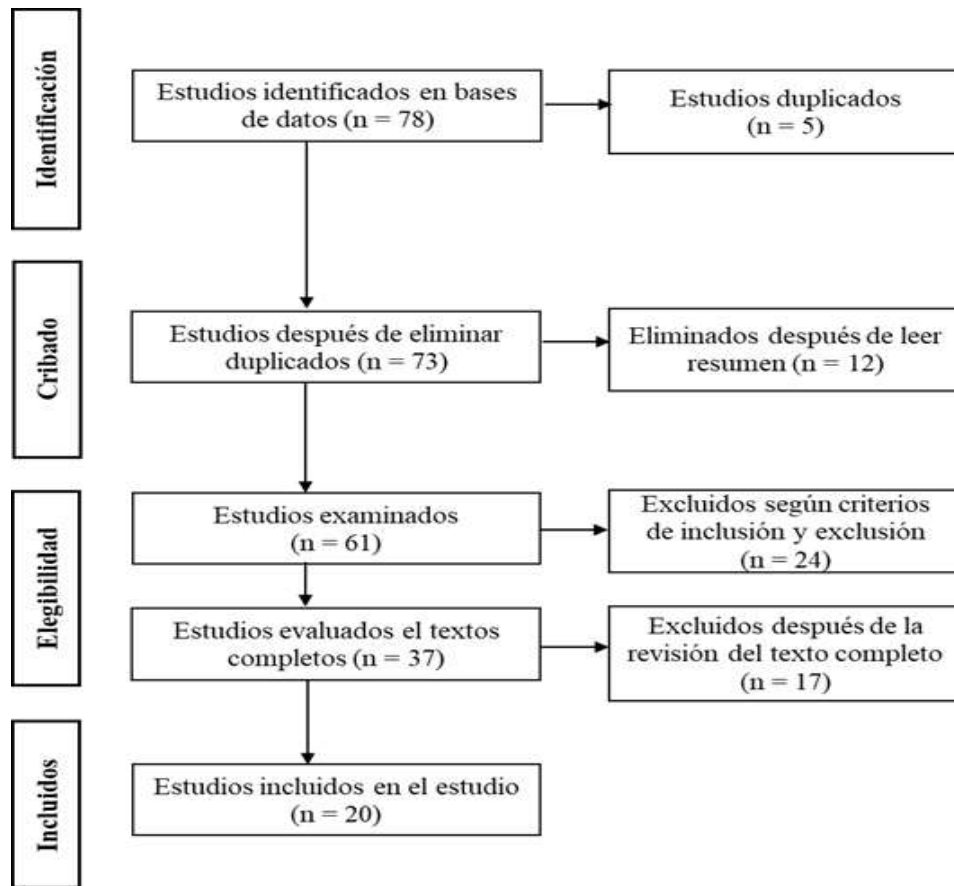 Identificación
Estudios identificados en bases
de datos (n = 78)
Estudios duplicados
(n = 5)
Cribado
Estudios después de eliminar
duplicados (n = 73)
Eliminados después de leer
resumen (n = 12)
Elegibilidad
Estudios examinados
(n = 61)
Excluidos según criterios
de inclusión y exclusión
(n = 24)
Estudios evaluados el textos
completos (n = 37)
Excluidos después de la
revisión del texto completo
(n = 17)
Incluidos
Estudios incluidos en el estudio
(n = 20)